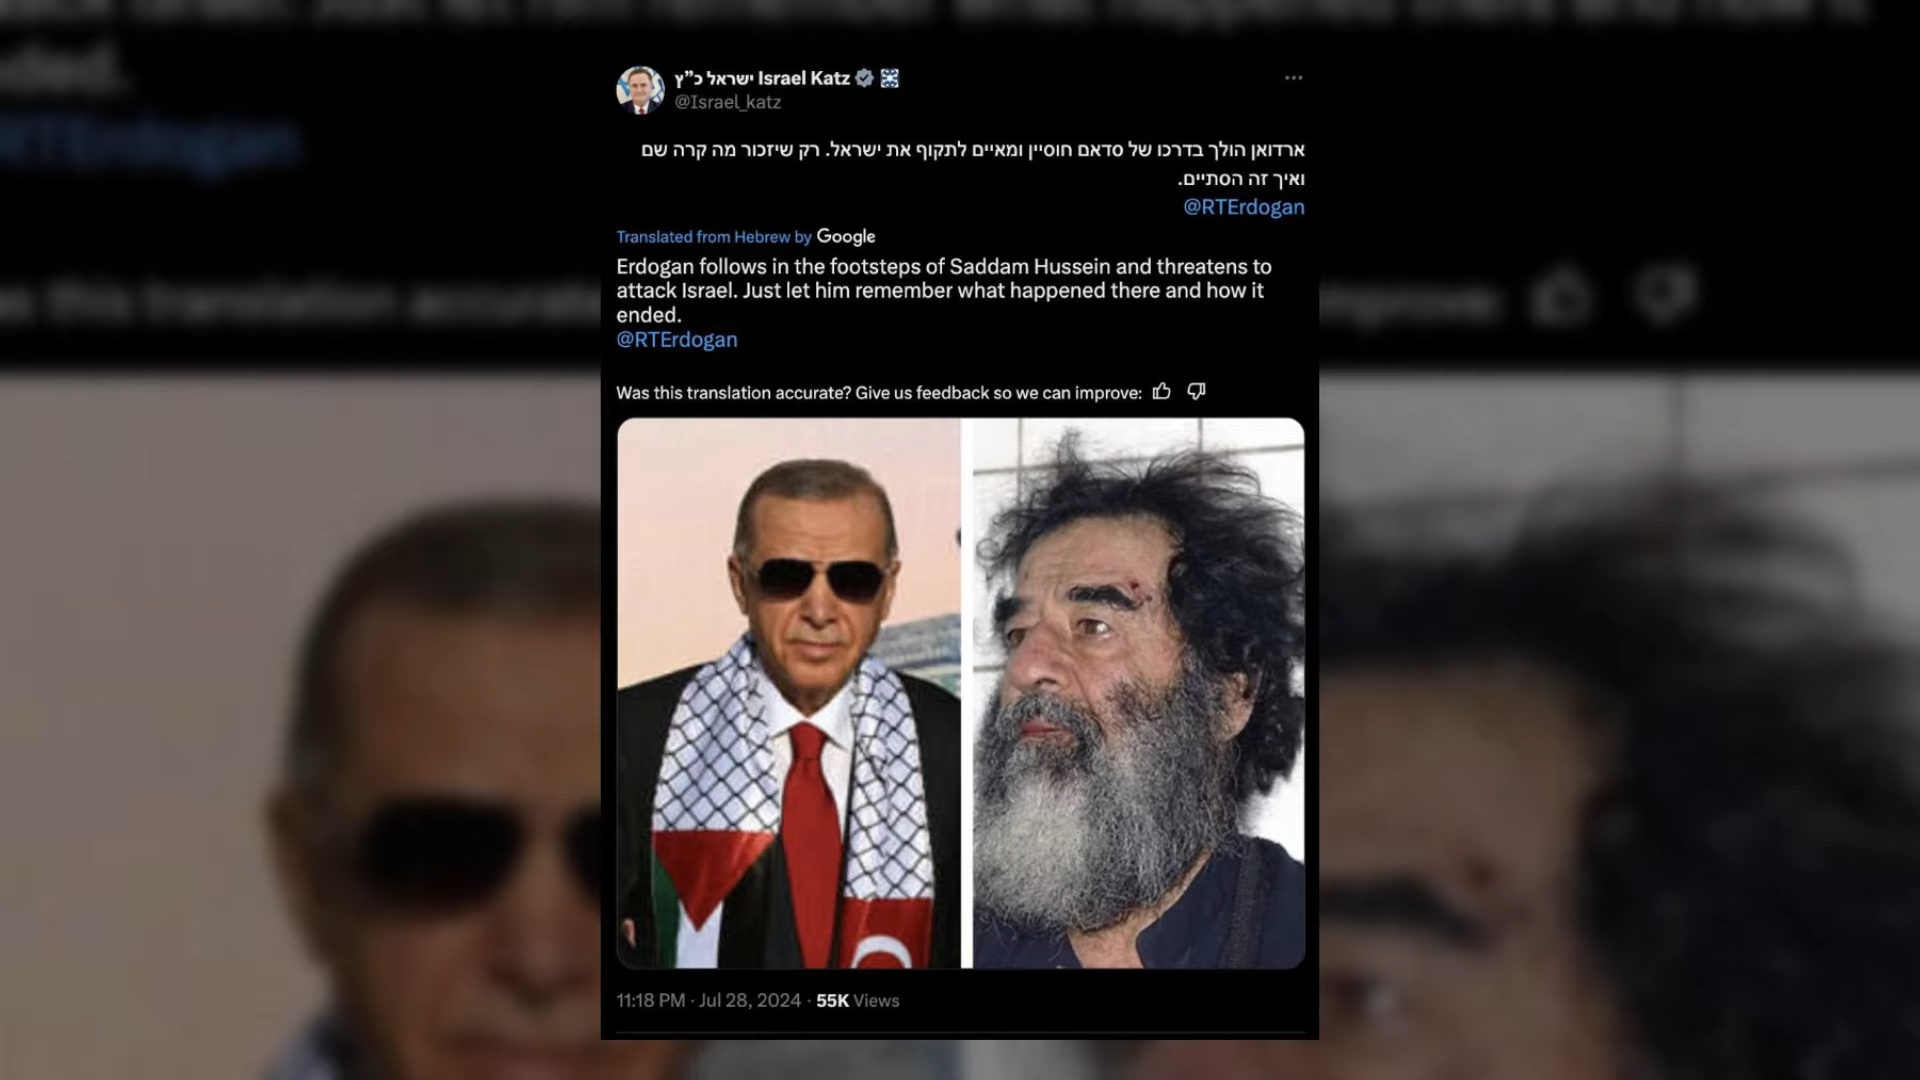 ישראל כ”ץ Israel Katz
@Israel_katz
ארדואן הולך בדרכו של סדאם חוסיין ומאיים לתקוף את ישראל. רק שיזכור מה קרה שם
ואיך זה הסתיים.
@RTErdogan
Translated from Hebrew by Google
Erdogan follows in the footsteps of Saddam Hussein and threatens to
attack Israel. Just let him remember what happened there and how it
ended.
@RTErdogan
Was this translation accurate? Give us feedback so we can improve:
11:18 PM · Jul 28, 2024 · 55K Views